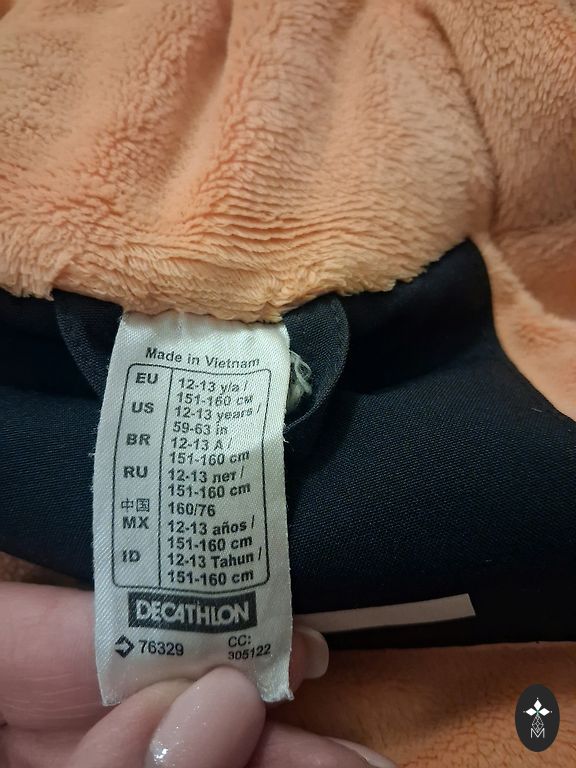 Made in Vietnam
EU 12-13 y/a /
151-160 см
US 12-13 years /
59-63 in
BR 12-13 A /
151-160 cm
RU 12-13 лет /
151-160 cm
中国 160/76
MX 12-13 años /
151-160 cm
ID 12-13 Tahun /
151-160 cm
DECATHLON
76329 CC:
305122
M